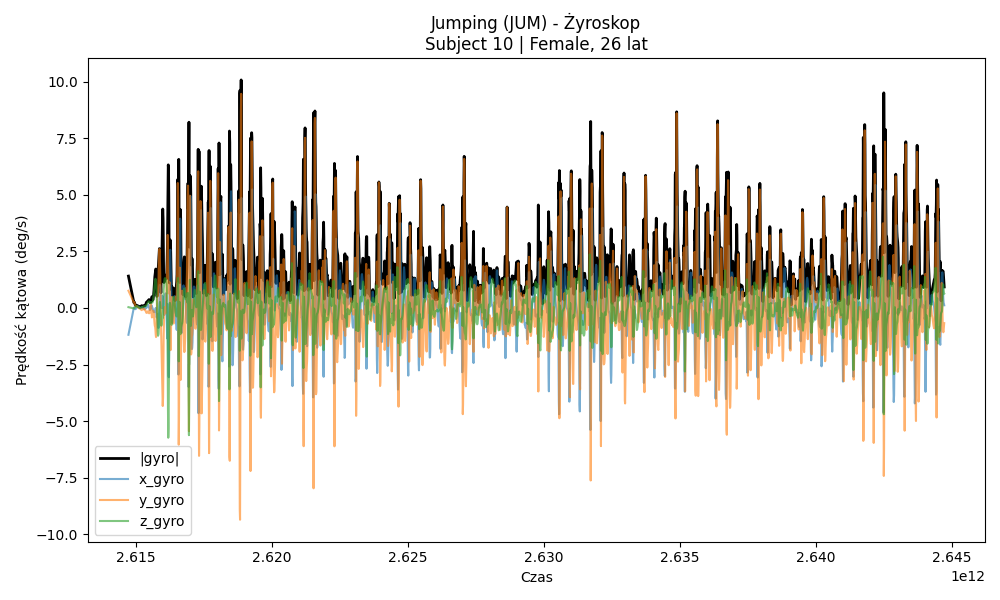 Jumping (JUM) - Żyroskop
Subject 10 | Female, 26 lat
Prędkość kątowa (deg/s)
10.0
7.5
5.0
2.5
0.0
−2.5
−5.0
−7.5
−10.0
|gyro|
x_gyro
y_gyro
z_gyro
2.615
2.620
2.625
2.630
2.635
2.640
2.645
1e12
Czas